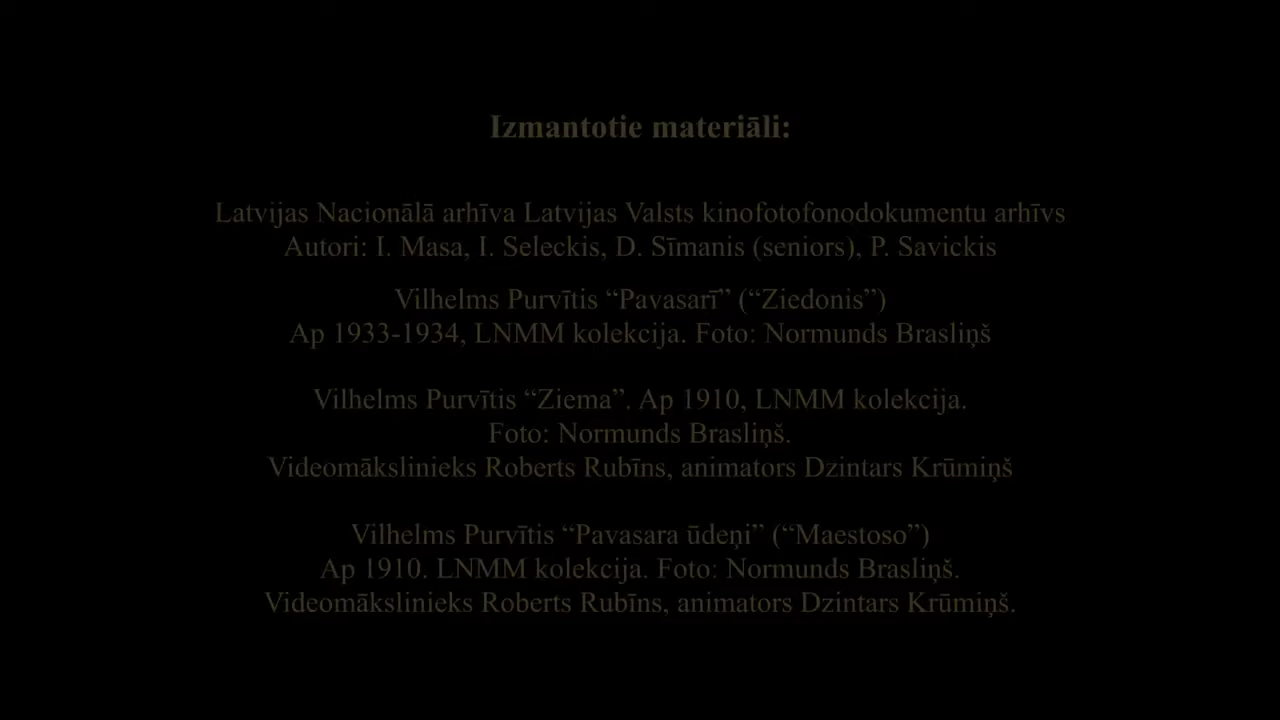 Izmantotie materiāli:
Latvijas Nacionālā arhīva Latvijas Valsts kinofotofonodokumentu arhīvs
Autori: I. Masa, I. Seleckis, D. Sīmanis (seniors), P. Savickis
Vilhelms Purvītis “Pavasarī” (“Ziedonis”)
Ap 1933-1934, LNMM kolekcija. Foto: Normunds Brasliņš
Vilhelms Purvītis “Ziema”. Ap 1910, LNMM kolekcija.
Foto: Normunds Brasliņš.
Videomākslinieks Roberts Rubīns, animators Dzintars Krūmiņš
Vilhelms Purvītis “Pavasara ūdeņi” (“Maestoso”)
Ap 1910. LNMM kolekcija. Foto: Normunds Brasliņš.
Videomākslinieks Roberts Rubīns, animators Dzintars Krūmiņš.